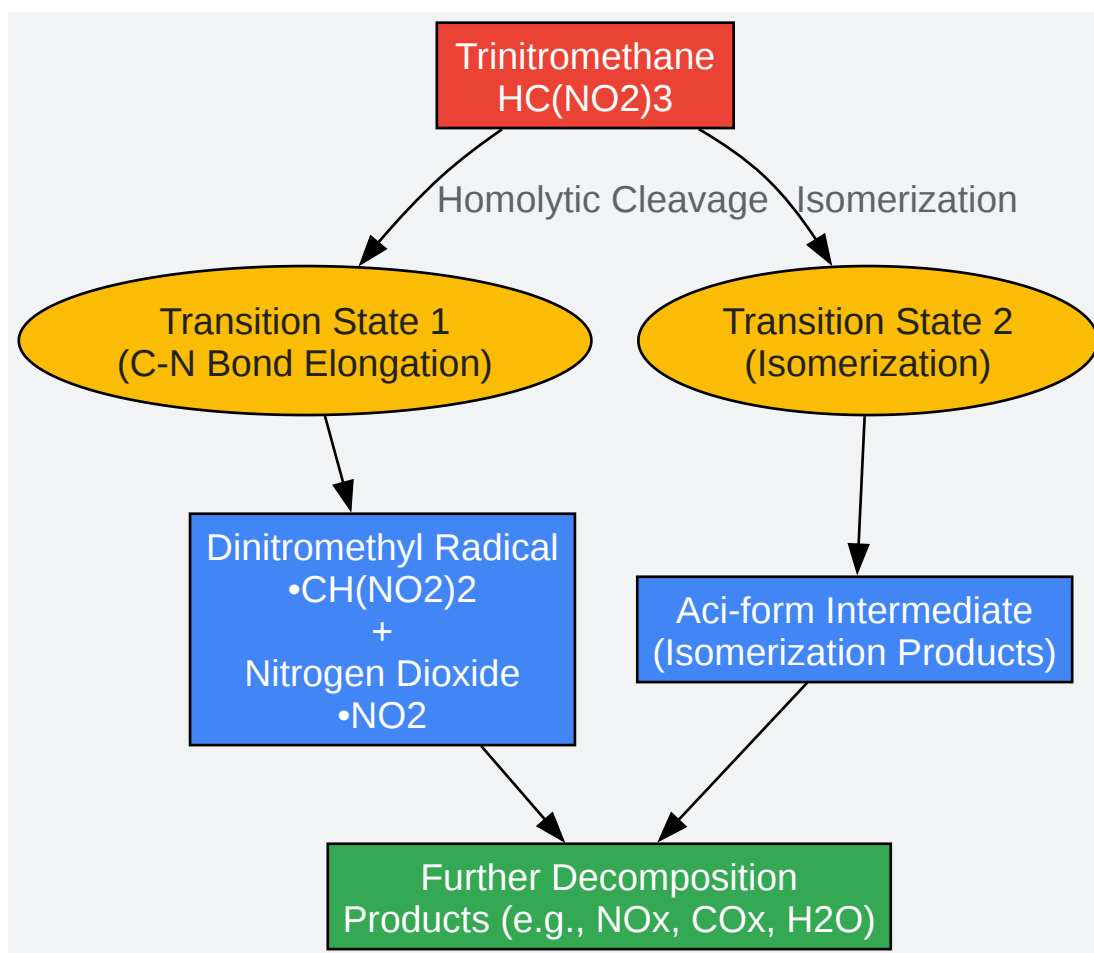 Trinitromethane
HC(NO2)3
Homolytic Cleavage
Isomerization
Transition State 1
(C-N Bond Elongation)
Transition State 2
(Isomerization)
Dinitromethyl Radical
•CH(NO2)2
+
Nitrogen Dioxide
•NO2
Aci-form Intermediate
(Isomerization Products)
Further Decomposition
Products (e.g., NOx, COx, H2O)